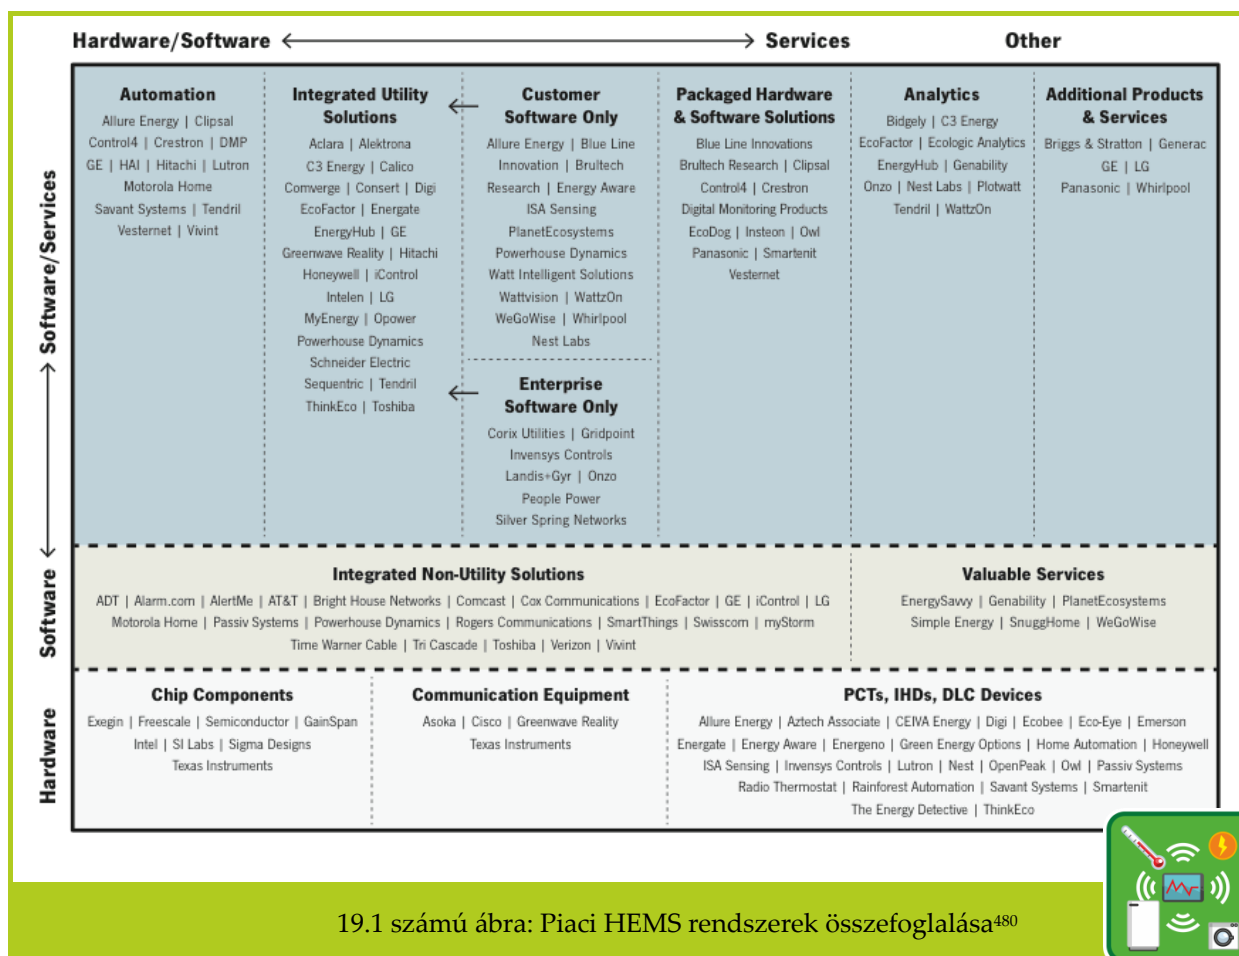 Hardware/Software
Services
Other
Software/Services
Software
Hardware
Automation
Allure Energy | Clipsal
Control4 | Crestron | DMP
GE | HAI | Hitachi | Lutron
Motorola Home
Savant Systems | Tendril
Vesternet | Vivint
Integrated Utility
Solutions
Aclara | Alektrona
C3 Energy | Calico
Comverge | Consert | Digi
EcoFactor | Energate
EnergyHub | GE
Greenwave Reality | Hitachi
Honeywell | iControl
Intelen | LG
MyEnergy | Opower
Powerhouse Dynamics
Schneider Electric
Sequentric | Tendril
ThinkEco | Toshiba
Customer
Software Only
Allure Energy | Blue Line
Innovation | Brultech
Research | Energy Aware
ISA Sensing
PlanetEcosystems
Powerhouse Dynamics
Watt Intelligent Solutions
Wattvision | WattzOn
WeGoWise | Whirlpool
Nest Labs
Enterprise
Software Only
Corix Utilities | Gridpoint
Invensys Controls
Landis+Gyr | Onzo
People Power
Silver Spring Networks
Packaged Hardware
& Software Solutions
Blue Line Innovations
Brultech Research | Clipsal
Control4 | Crestron
Digital Monitoring Products
EcoDog | Insteon | Owl
Panasonic | Smartenit
Vesternet
Analytics
Bidgely | C3 Energy
EcoFactor | Ecologic Analytics
EnergyHub | Genability
Onzo | Nest Labs | Plotwatt
Tendril | WattzOn
Additional Products
& Services
Briggs & Stratton | Generac
GE | LG
Panasonic | Whirlpool
Integrated Non-Utility Solutions
ADT | Alarm.com | AlertMe | AT&T | Bright House Networks | Comcast | Cox Communications | EcoFactor | GE | iControl | LG
Motorola Home | Passiv Systems | Powerhouse Dynamics | Rogers Communications | SmartThings | Swisscom | myStorm
Time Warner Cable | Tri Cascade | Toshiba | Verizon | Vivint
Valuable Services
EnergySavvy | Genability | PlanetEcosystems
Simple Energy | SnuggHome | WeGoWise
Chip Components
Exegin | Freescale | Semiconductor | GainSpan
Intel | SI Labs | Sigma Designs
Texas Instruments
Communication Equipment
Asoka | Cisco | Greenwave Reality
Texas Instruments
PCTs, IHDs, DLC Devices
Allure Energy | Aztech Associate | CEIVA Energy | Digi | Ecobee | Eco-Eye | Emerson
Energate | Energy Aware | Energeno | Green Energy Options | Home Automation | Honeywell
ISA Sensing | Invensys Controls | Lutron | Nest | OpenPeak | Owl | Passiv Systems
Radio Thermostat | Rainforest Automation | Savant Systems | Smartenit
The Energy Detective | ThinkEco
19.1 számú ábra: Piaci HEMS rendszerek összefoglalása480